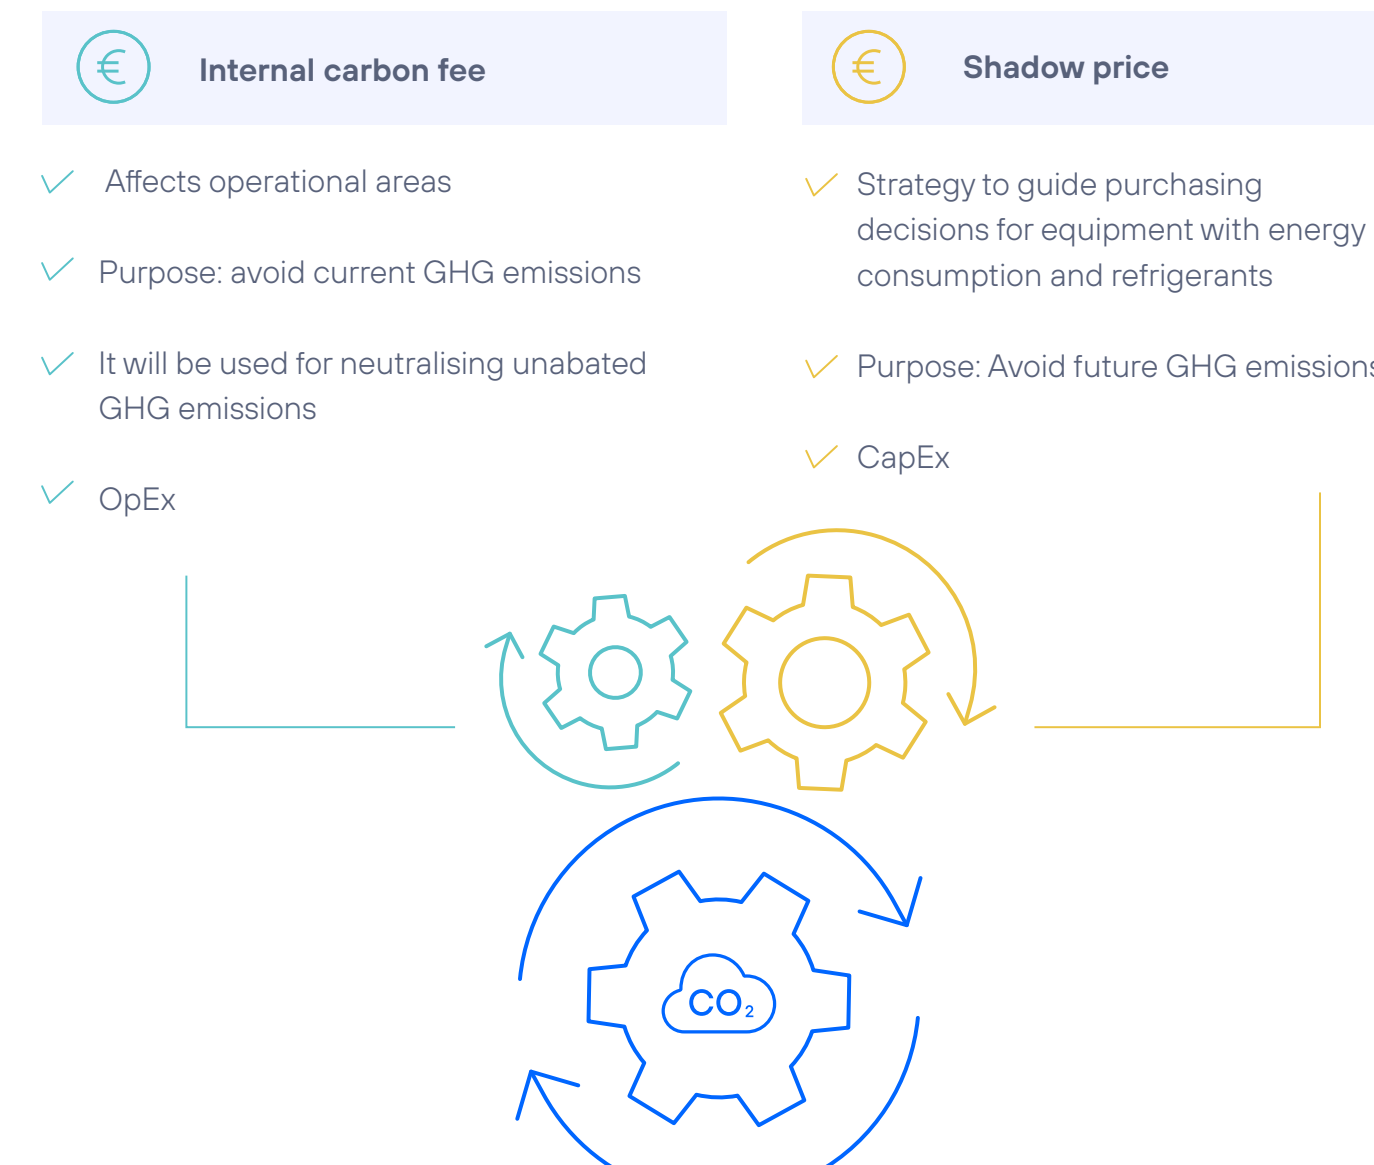 €
Internal carbon fee
Affects operational areas
Purpose: avoid current GHG emissions
It will be used for neutralising unabated
GHG emissions
OpEx
€
Shadow price
Strategy to guide purchasing
decisions for equipment with energy
consumption and refrigerants
Purpose: Avoid future GHG emissions
CapEx
CO₂